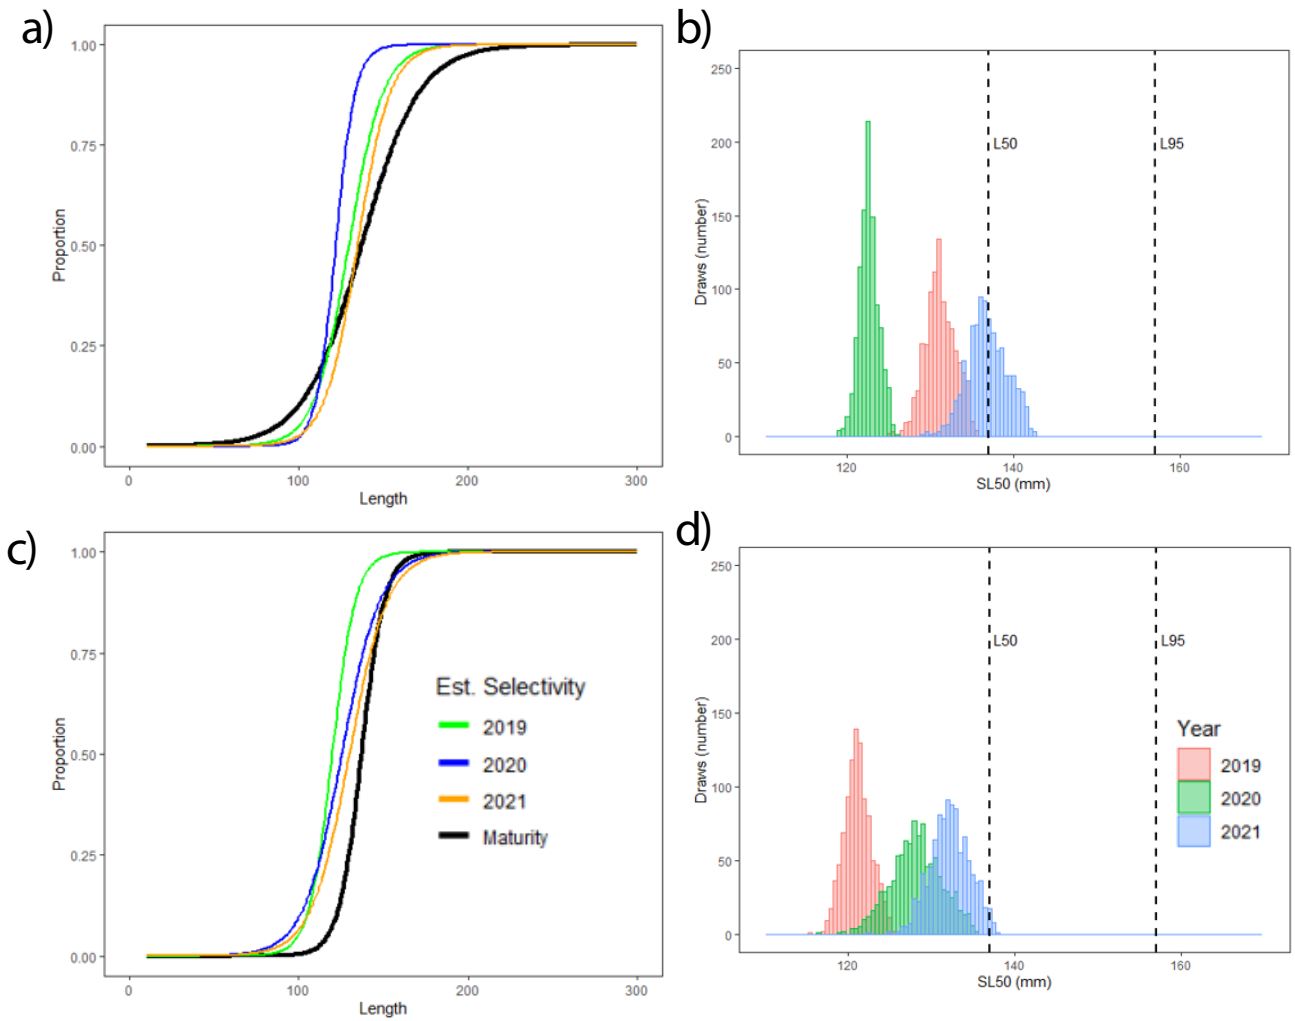 a)
1.00
0.75
0.50
0.25
0.00
Proportion
0
100
200
300
Length
b)
250
200
150
100
50
0
Draws (number)
L50
L95
120
140
160
SL50 (mm)
c)
1.00
0.75
0.50
0.25
0.00
Proportion
Est. Selectivity
2019
2020
2021
Maturity
0
100
200
300
Length
d)
250
200
150
100
50
0
Draws (number)
L50
L95
Year
2019
2020
2021
120
140
160
SL50 (mm)